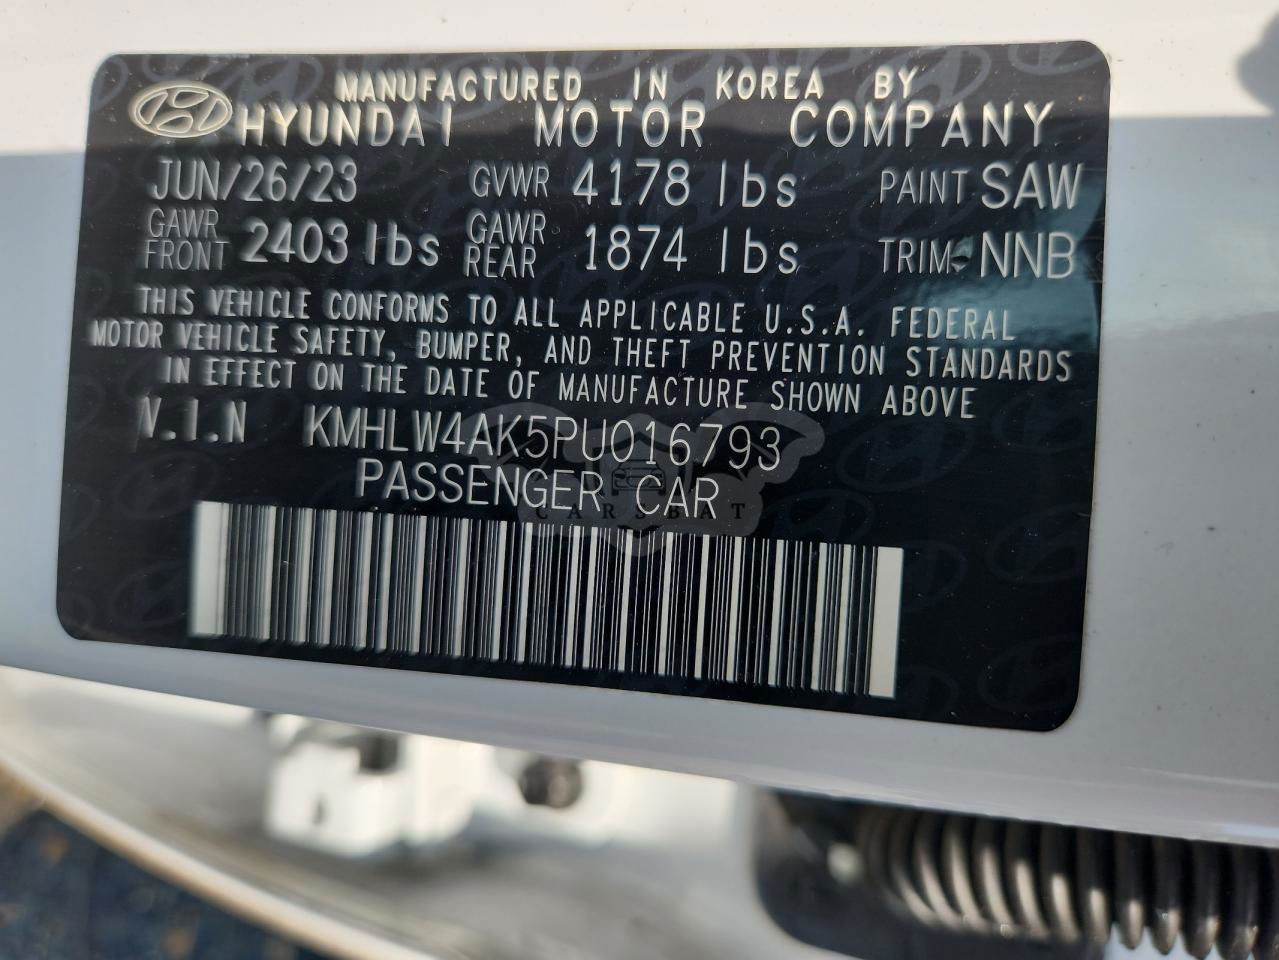 MANUFACTURED IN KOREA BY
HYUNDAI MOTOR COMPANY
JUN/26/23 GVWR 4178 lbs PAINT SAW
GAWR FRONT 2403 lbs GAWR REAR 1874 lbs TRIM NNB
THIS VEHICLE CONFORMS TO ALL APPLICABLE U.S.A. FEDERAL
MOTOR VEHICLE SAFETY, BUMPER, AND THEFT PREVENTION STANDARDS
IN EFFECT ON THE DATE OF MANUFACTURE SHOWN ABOVE
V.I.N KMHLW4AK5PU016793
PASSENGER CAR
CARSBAT